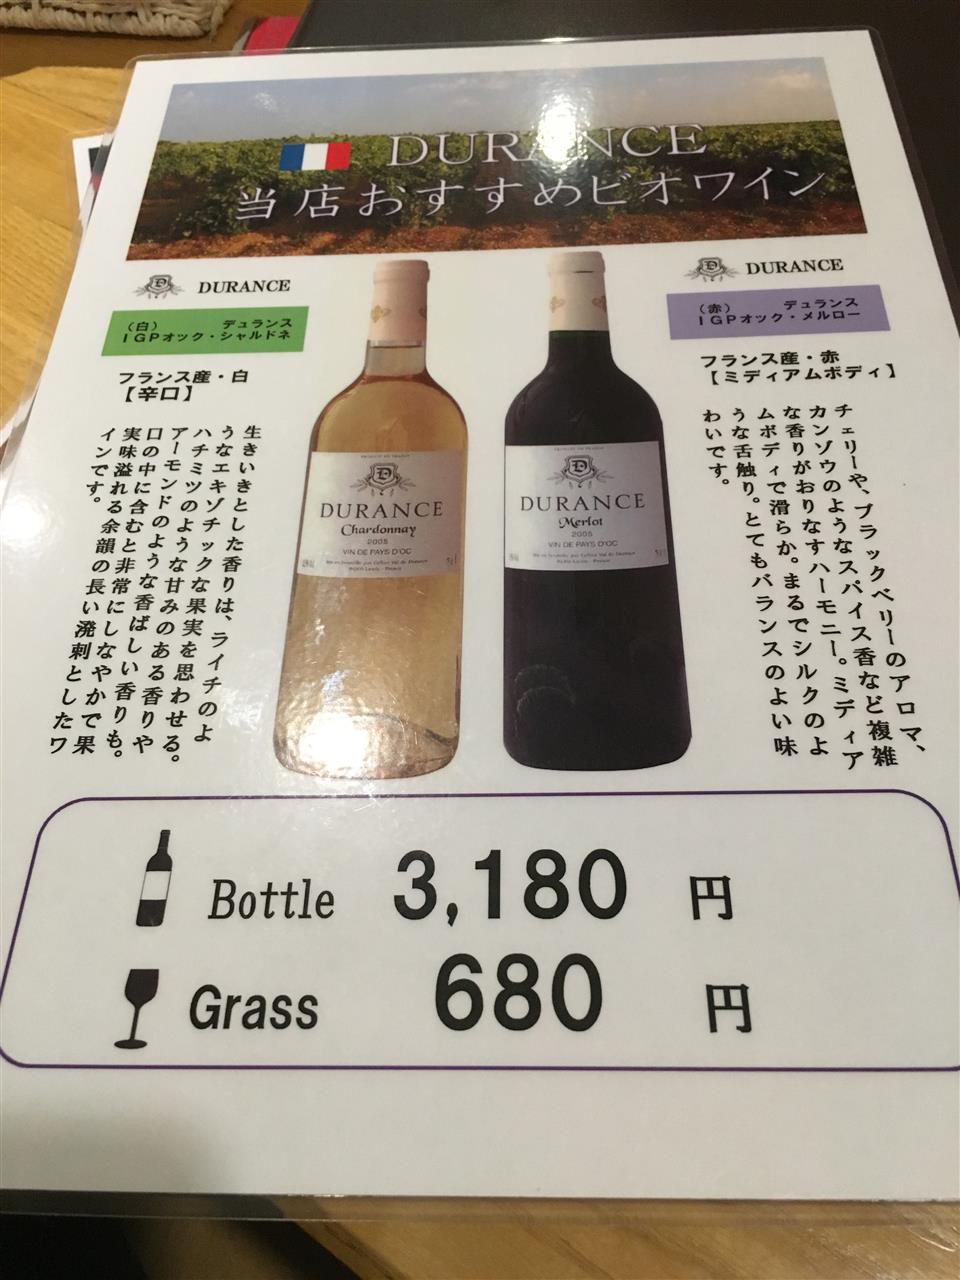 DURANCE
当店おすすめビオワイン
DURANCE
（白）　デュランス
IGPオック・シャルドネ
フランス産・白
【辛口】
生きいきとした香りは、ライチのよ
うなエキゾチックな果実を思わせる。
ハチミツのような甘みのある香りや
アーモンドのような香ばしい香りも。
口の中に含むと非常にしなやかで果
実味溢れる余韻の長い溌剌としたワ
インです。
DURANCE
（赤）　デュランス
IGPオック・メルロー
フランス産・赤
【ミディアムボディ】
チェリーや、ブラックベリーのアロマ、
カンゾウのようなスパイス香など複雑
な香りがおりなすハーモニー。ミディア
ムボディで滑らか。まるでシルクのよ
うな舌触り。とてもバランスのよい味
わいです。
DURANCE
Chardonnay
2005
VIN DE PAYS D'OC
DURANCE
Merlot
2005
VIN DE PAYS D'OC
Bottle 3,180 円
Grass 680 円